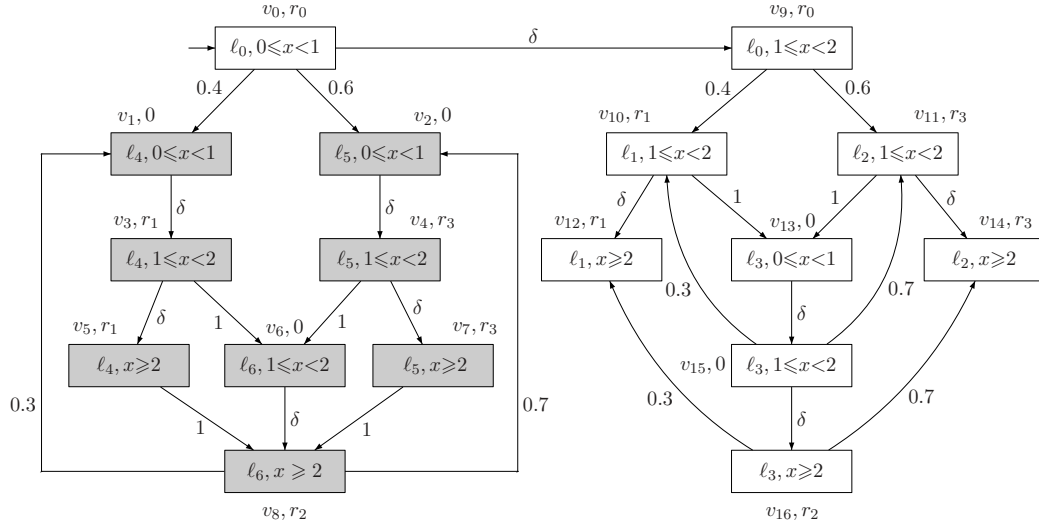 v₀, r₀
v₉, r₀
ℓ₀, 0⩽x<1
δ
ℓ₀, 1⩽x<2
0.4
0.6
0.4
0.6
v₁, 0
v₂, 0
v₁₀, r₁
v₁₁, r₃
ℓ₄, 0⩽x<1
ℓ₅, 0⩽x<1
ℓ₁, 1⩽x<2
ℓ₂, 1⩽x<2
δ
δ
δ
1
1
δ
v₃, r₁
v₄, r₃
v₁₂, r₁
v₁₃, 0
v₁₄, r₃
ℓ₄, 1⩽x<2
ℓ₅, 1⩽x<2
ℓ₁, x⩾2
ℓ₃, 0⩽x<1
ℓ₂, x⩾2
0.3
δ
0.7
δ
1
1
δ
v₅, r₁
v₆, 0
v₇, r₃
ℓ₄, x⩾2
ℓ₆, 1⩽x<2
ℓ₅, x⩾2
v₁₅, 0
ℓ₃, 1⩽x<2
0.3
1
δ
1
0.7
0.3
δ
0.7
ℓ₆, x ⩾ 2
ℓ₃, x⩾2
v₈, r₂
v₁₆, r₂